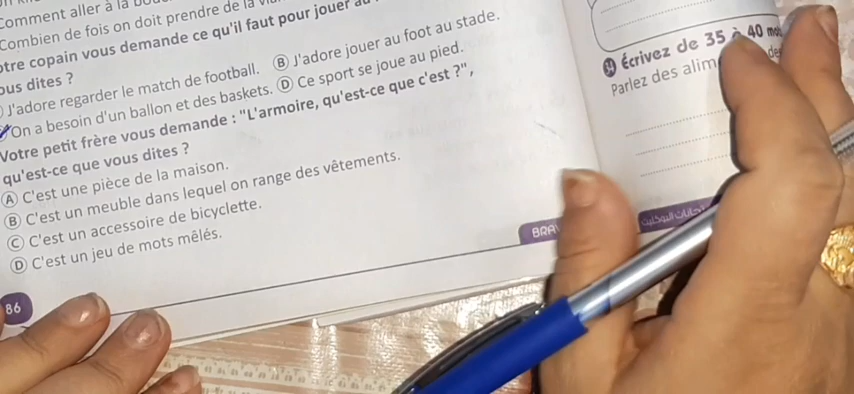 Comment aller à la
Combien de fois on doit prendre de la
otre copain vous demande ce qu'il faut pour jouer au
ous dites ?
J'adore regarder le match de football. Ⓑ J'adore jouer au foot au stade.
On a besoin d'un ballon et des baskets. Ⓓ Ce sport se joue au pied.
Votre petit frère vous demande : "L'armoire, qu'est-ce que c'est ?",
qu'est-ce que vous dites ?
Ⓐ C'est une pièce de la maison.
Ⓑ C'est un meuble dans lequel on range des vêtements.
Ⓒ C'est un accessoire de bicyclette.
Ⓓ C'est un jeu de mots mêlés.
86
BRA
Écrivez de 35 à 40
Parlez des alim